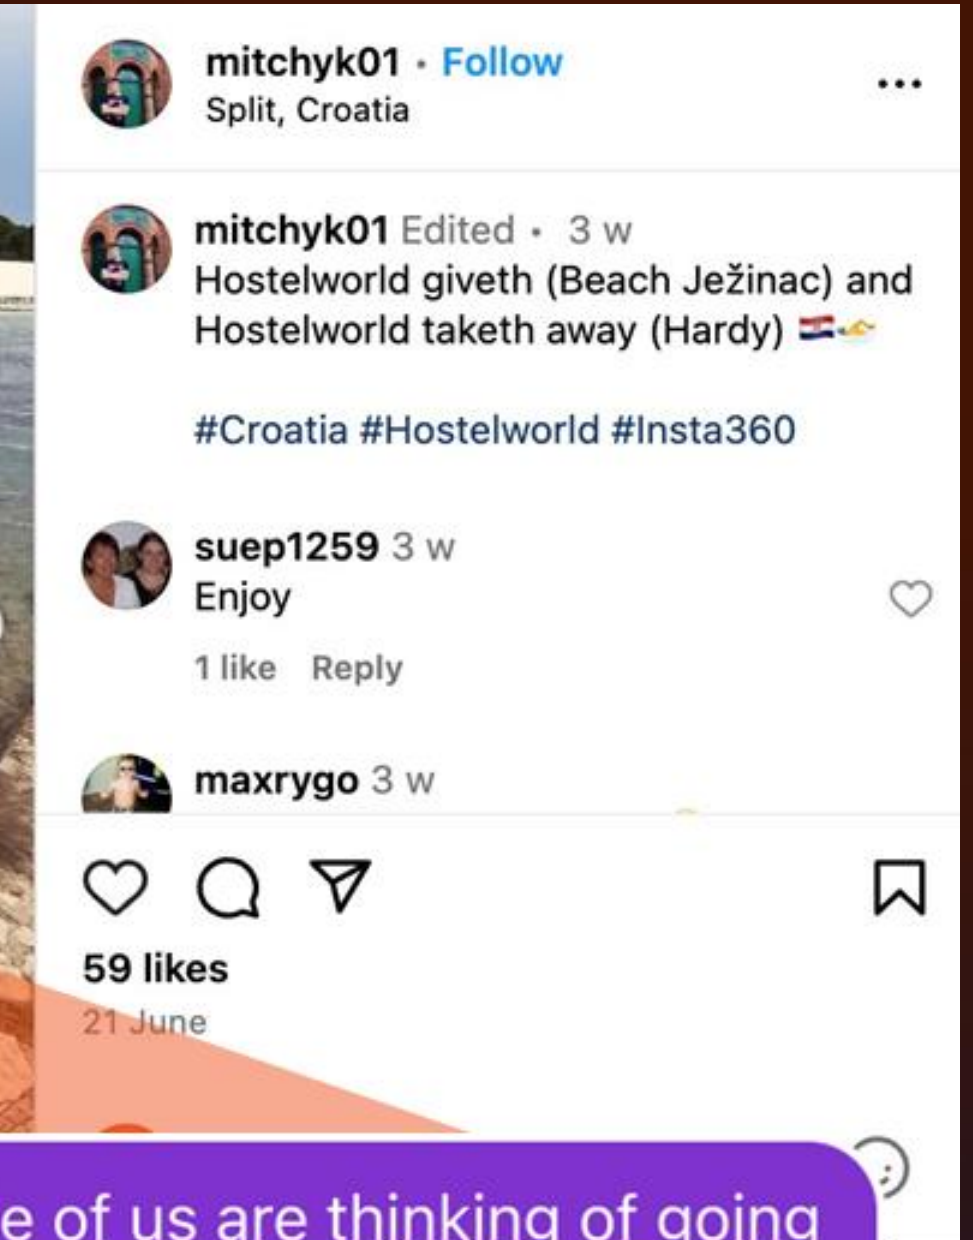 mitchyk01 • Follow
Split, Croatia
mitchyk01 Edited • 3 w
Hostelworld giveth (Beach Ježinac) and
Hostelworld taketh away (Hardy) 🇭🇷🏊
#Croatia #Hostelworld #Insta360
suep1259 3 w
Enjoy
1 like Reply
maxrygo 3 w
59 likes
21 June
e of us are thinking of going